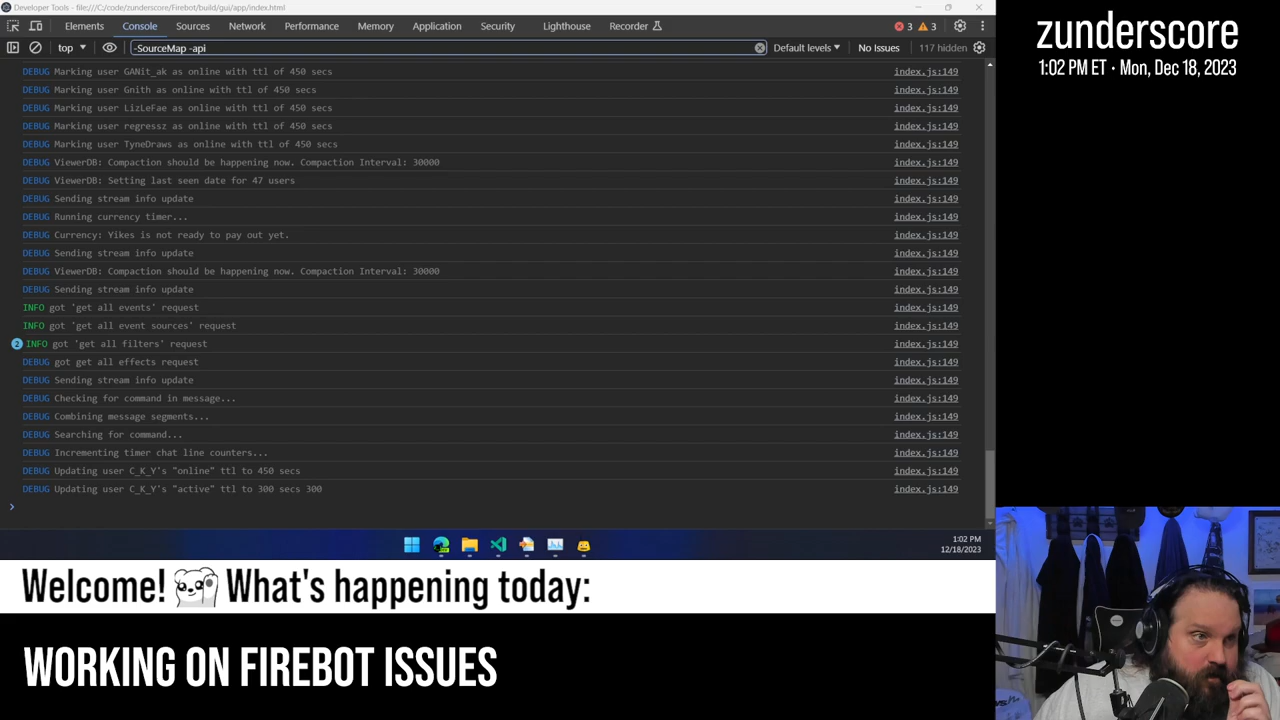 Developer Tools - file:///C:/code/zunderscore/Firebot/build/gui/app/index.html
Elements Console Sources Network Performance Memory Application Security Lighthouse Recorder 3 3
top -SourceMap -api Default levels No Issues 117 hidden
DEBUG Marking user GANit_ak as online with ttl of 450 secs index.js:149
DEBUG Marking user Gnith as online with ttl of 450 secs index.js:149
DEBUG Marking user LizLeFae as online with ttl of 450 secs index.js:149
DEBUG Marking user regressz as online with ttl of 450 secs index.js:149
DEBUG Marking user TyneDraws as online with ttl of 450 secs index.js:149
DEBUG ViewerDB: Compaction should be happening now. Compaction Interval: 30000 index.js:149
DEBUG ViewerDB: Setting last seen date for 47 users index.js:149
DEBUG Sending stream info update index.js:149
DEBUG Running currency timer... index.js:149
DEBUG Currency: Yikes is not ready to pay out yet. index.js:149
DEBUG Sending stream info update index.js:149
DEBUG ViewerDB: Compaction should be happening now. Compaction Interval: 30000 index.js:149
DEBUG Sending stream info update index.js:149
INFO got 'get all events' request index.js:149
INFO got 'get all event sources' request index.js:149
2 INFO got 'get all filters' request index.js:149
DEBUG got get all effects request index.js:149
DEBUG Sending stream info update index.js:149
DEBUG Checking for command in message... index.js:149
DEBUG Combining message segments... index.js:149
DEBUG Searching for command... index.js:149
DEBUG Incrementing timer chat line counters... index.js:149
DEBUG Updating user C_K_Y's "online" ttl to 450 secs index.js:149
DEBUG Updating user C_K_Y's "active" ttl to 300 secs 300 index.js:149
1:02 PM
12/18/2023
zunderscore
1:02 PM ET • Mon, Dec 18, 2023
Welcome! What's happening today:
WORKING ON FIREBOT ISSUES